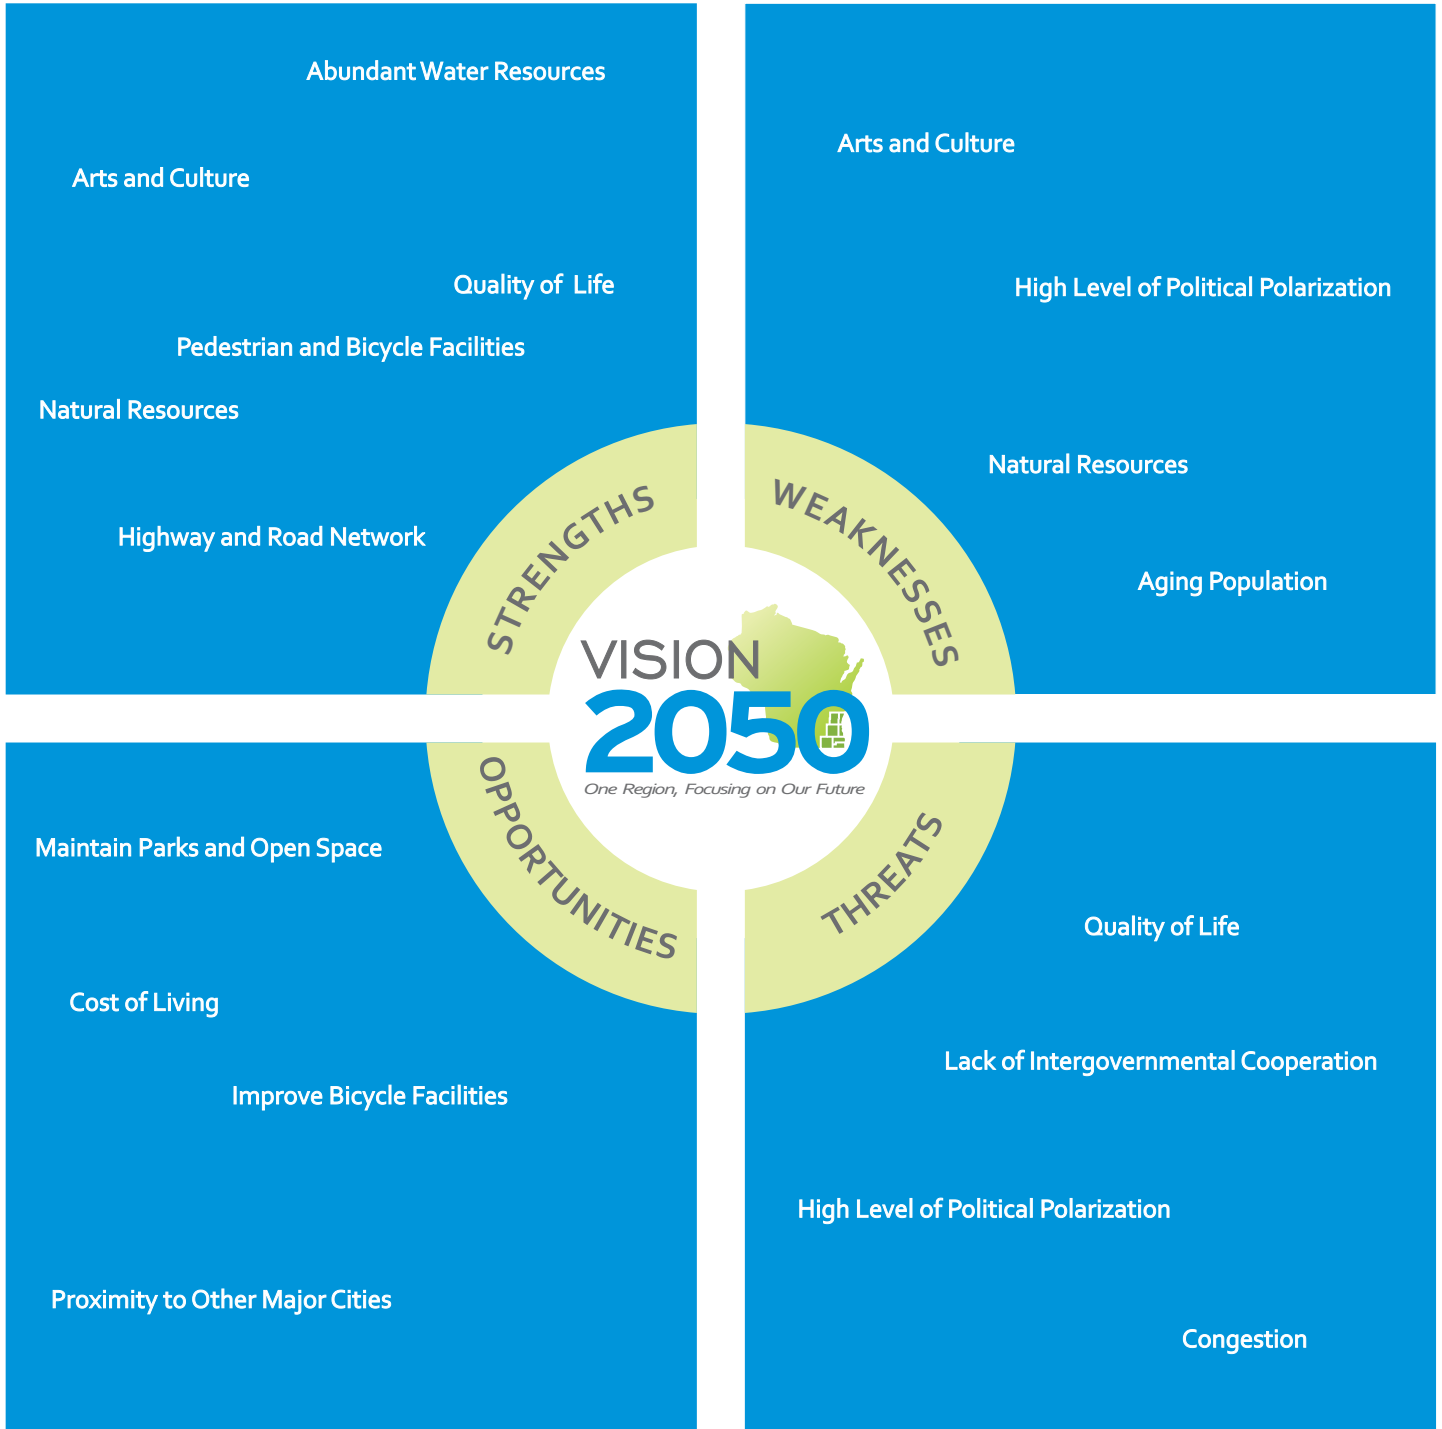 Abundant Water Resources
Arts and Culture
Quality of Life
Pedestrian and Bicycle Facilities
Natural Resources
Highway and Road Network
STRENGTHS
Arts and Culture
High Level of Political Polarization
Natural Resources
Aging Population
WEAKNESSES
VISION
2050
One Region, Focusing on Our Future
OPPORTUNITIES
Maintain Parks and Open Space
Cost of Living
Improve Bicycle Facilities
Proximity to Other Major Cities
THREATS
Quality of Life
Lack of Intergovernmental Cooperation
High Level of Political Polarization
Congestion